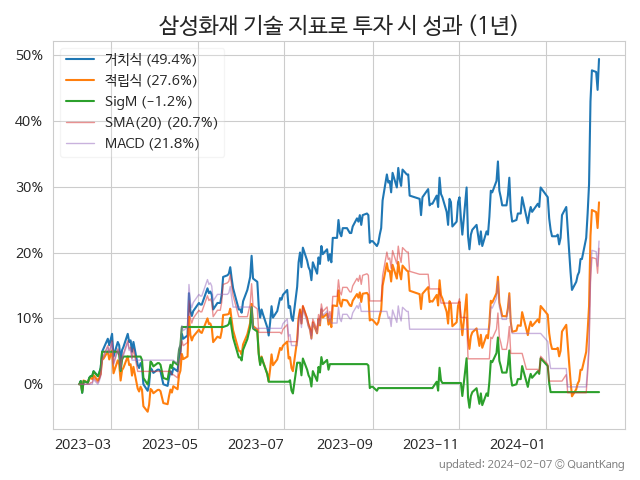 삼성화재 기술 지표로 투자 시 성과 (1년)
거치식 (49.4%)
적립식 (27.6%)
SigM (−1.2%)
SMA(20) (20.7%)
MACD (21.8%)
50%
40%
30%
20%
10%
0%
2023-03 2023-05 2023-07 2023-09 2023-11 2024-01
updated: 2024-02-07 © QuantKang